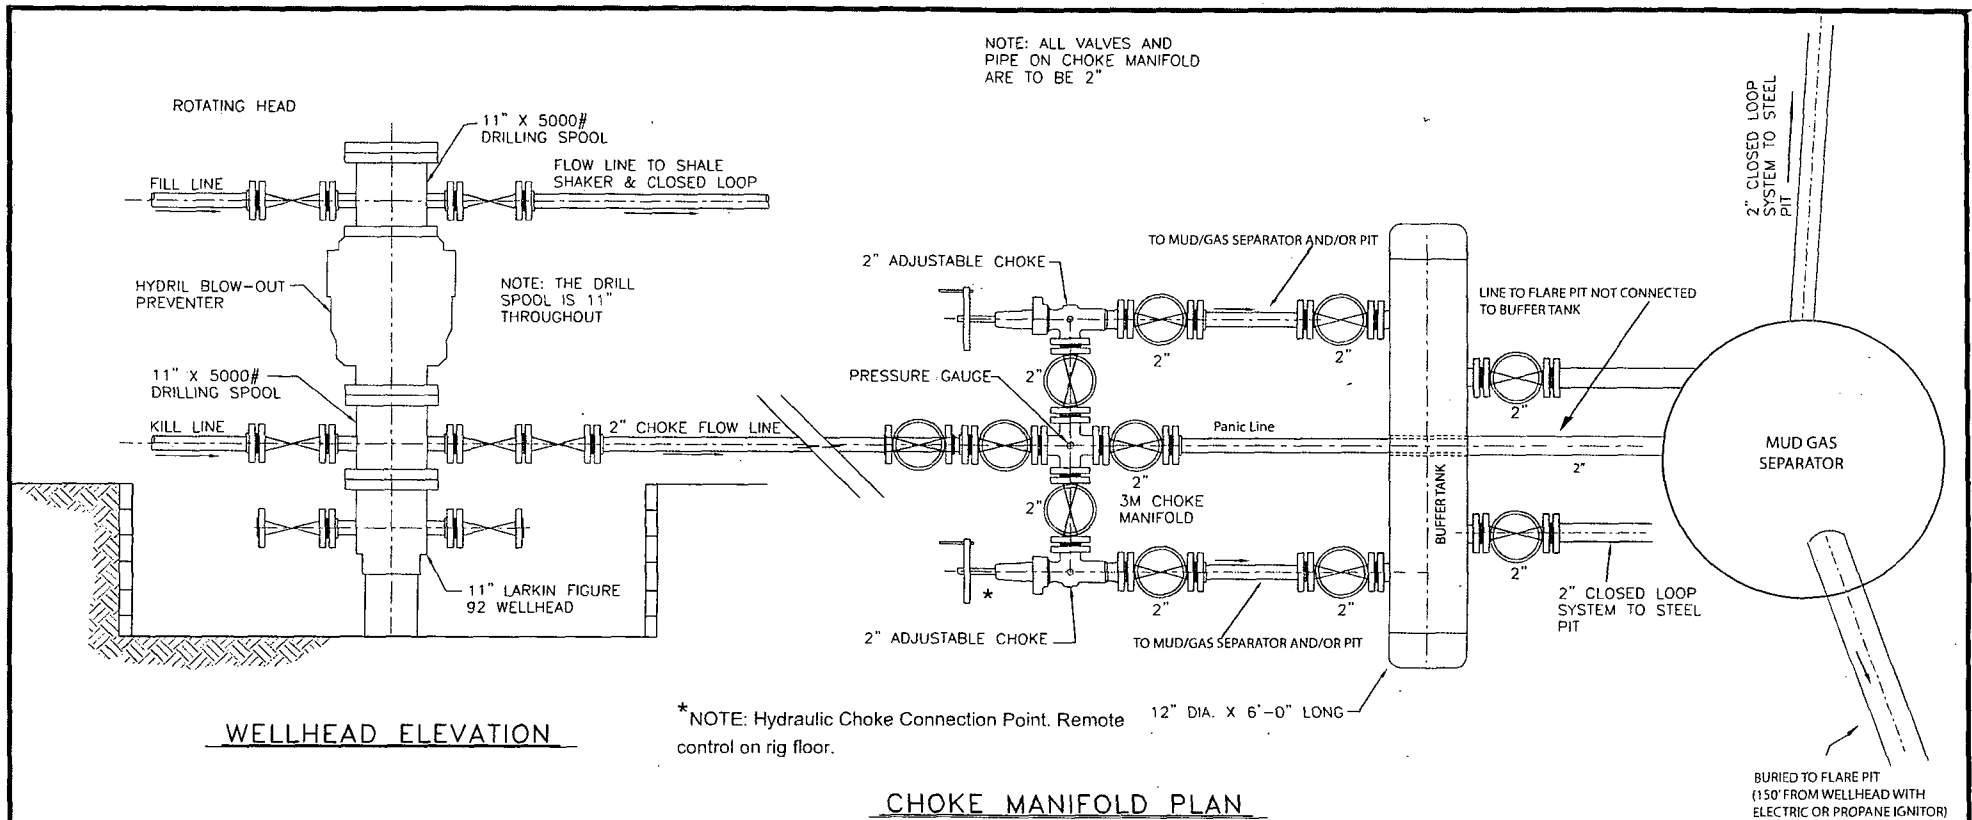 NOTE: ALL VALVES AND
PIPE ON CHOKE MANIFOLD
ARE TO BE 2"
ROTATING HEAD
11" X 5000#
DRILLING SPOOL
FILL LINE
FLOW LINE TO SHALE
SHAKER & CLOSED LOOP
HYDRIL BLOW-OUT
PREVENTER
NOTE: THE DRILL
SPOOL IS 11"
THROUGHOUT
11" X 5000#
DRILLING SPOOL
KILL LINE
2" CHOKE FLOW LINE
11" LARKIN FIGURE
92 WELLHEAD
WELLHEAD ELEVATION
2" ADJUSTABLE CHOKE
TO MUD/GAS SEPARATOR AND/OR PIT
2"
2"
2"
PRESSURE GAUGE
Panic Line
2"
3M CHOKE
MANIFOLD
2"
*
2"
2"
2" ADJUSTABLE CHOKE
TO MUD/GAS SEPARATOR AND/OR PIT
BUFFER TANK
12" DIA. X 6'-0" LONG
*NOTE: Hydraulic Choke Connection Point. Remote
control on rig floor.
CHOKE MANIFOLD PLAN
2" CLOSED LOOP
SYSTEM TO STEEL
PIT
LINE TO FLARE PIT NOT CONNECTED
TO BUFFER TANK
2"
2"
2"
MUD GAS
SEPARATOR
2" CLOSED LOOP
SYSTEM TO STEEL
PIT
BURIED TO FLARE PIT
(150' FROM WELLHEAD WITH
ELECTRIC OR PROPANE IGNITOR)